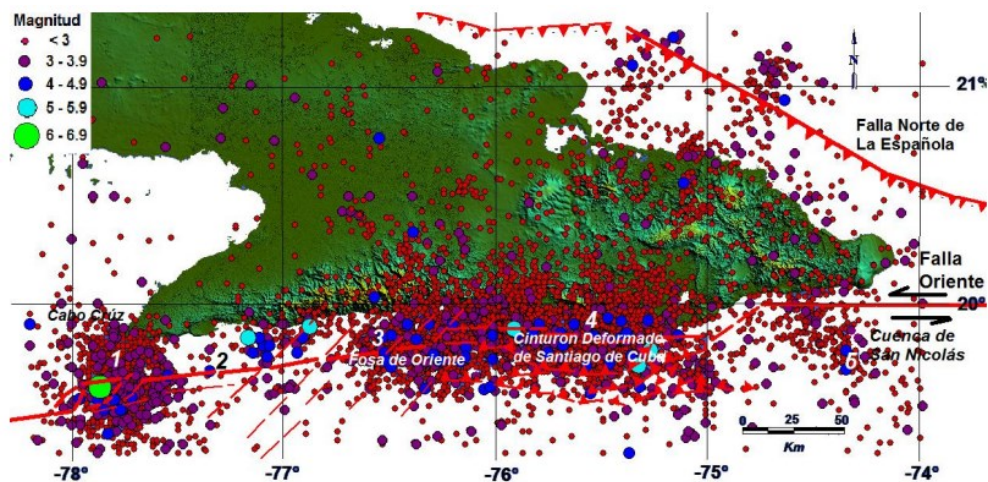 Magnitud
< 3
3 - 3.9
4 - 4.9
5 - 5.9
6 - 6.9
N
21°
Falla Norte de
La Española
Falla
Oriente
20°
Cabo Crúz
1
2
3
Fosa de Oriente
4
Cinturon Deformado
de Santiago de Cuba
5
Cuenca de
San Nicolás
0 25 50
Km
-78° -77° -76° -75° -74°